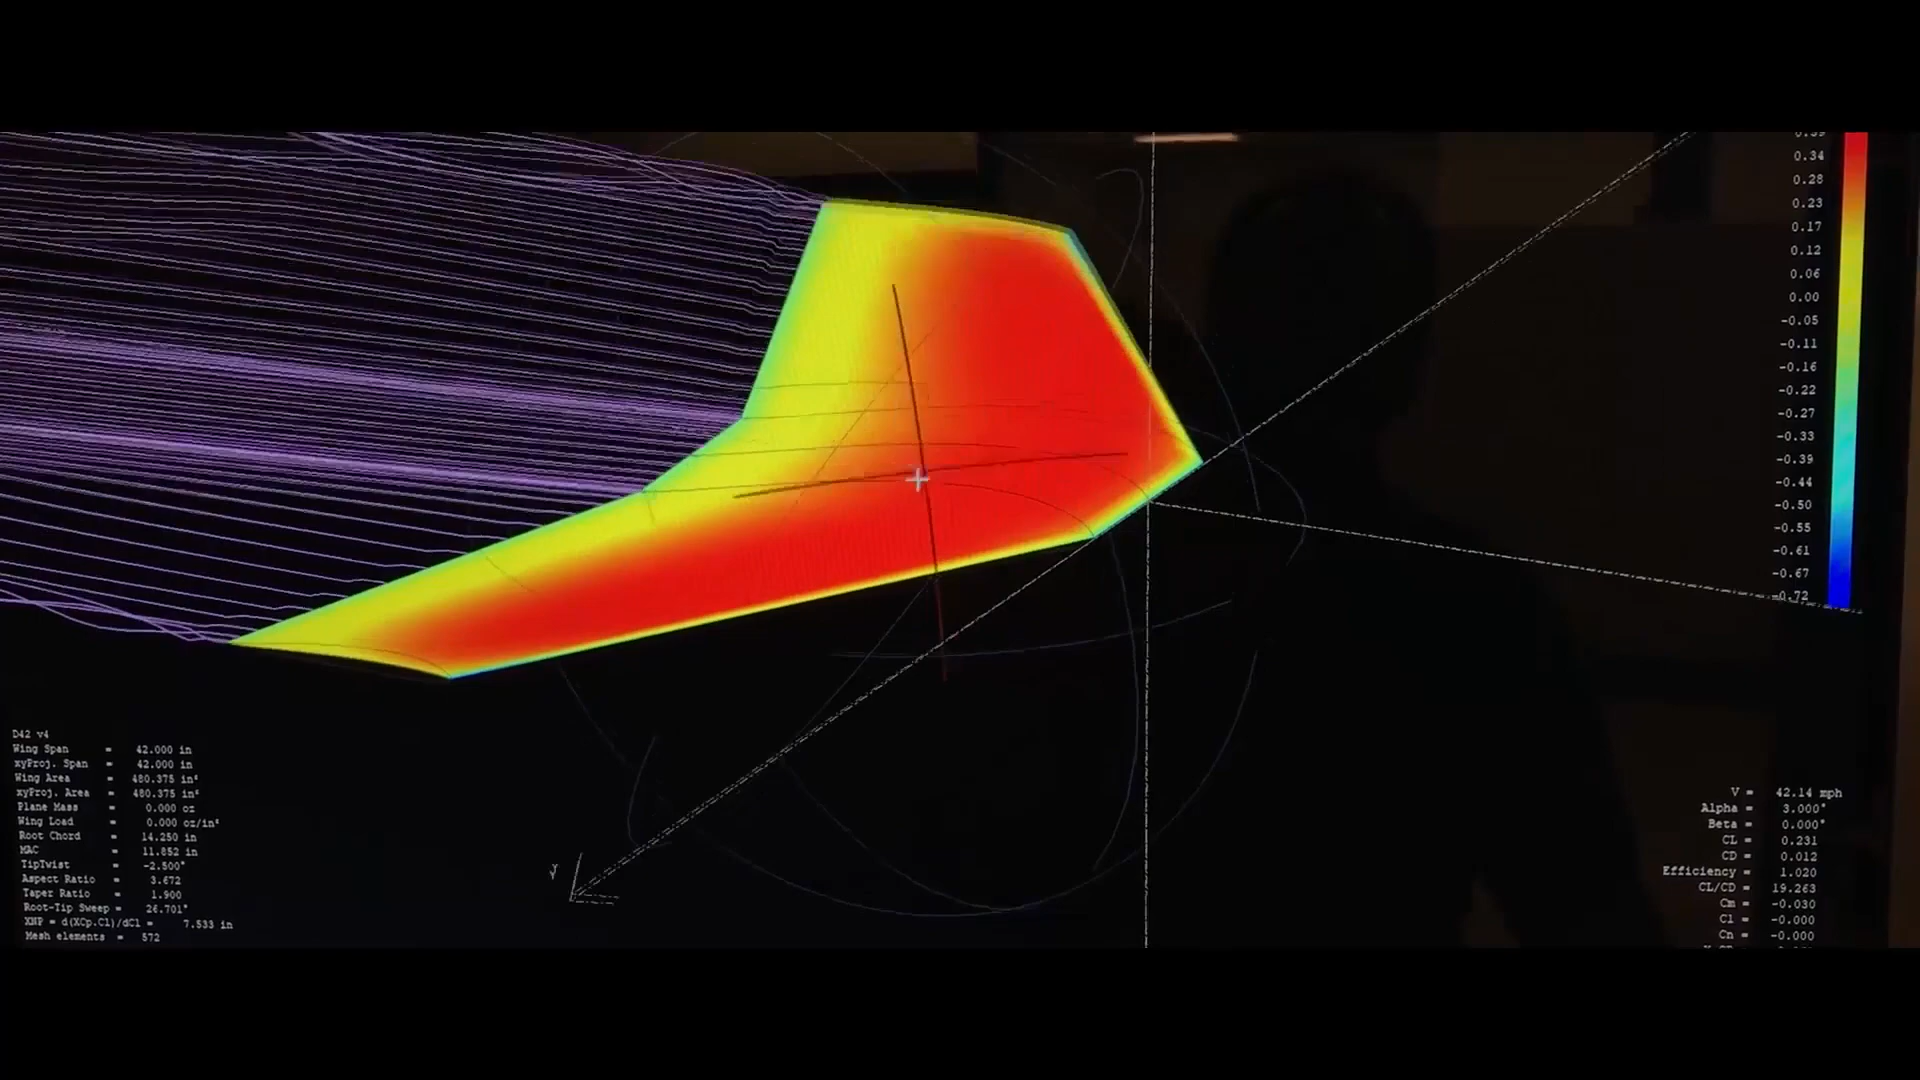 0.39
0.34
0.28
0.23
0.17
0.12
0.06
0.00
-0.05
-0.11
-0.16
-0.22
-0.27
-0.33
-0.39
-0.44
-0.50
-0.55
-0.61
-0.67
-0.72
D42 v4
Wing Span = 42.000 in
xyProj. Span = 42.000 in
Wing Area = 480.375 in²
xyProj. Area = 480.375 in²
Plane Mass = 0.000 oz
Wing Load = 0.000 oz/in²
Root Chord = 14.250 in
MAC = 11.852 in
TipTwist = -2.500°
Aspect Ratio = 3.672
Taper Ratio = 1.900
Root-Tip Sweep = 26.701°
XNP = d(XCp.Cl)/dCl = 7.533 in
Mesh elements = 572
V = 42.14 mph
Alpha = 3.000°
Beta = 0.000°
CL = 0.231
CD = 0.012
Efficiency = 1.020
CL/CD = 19.263
Cm = -0.030
Cl = -0.000
Cn = -0.000